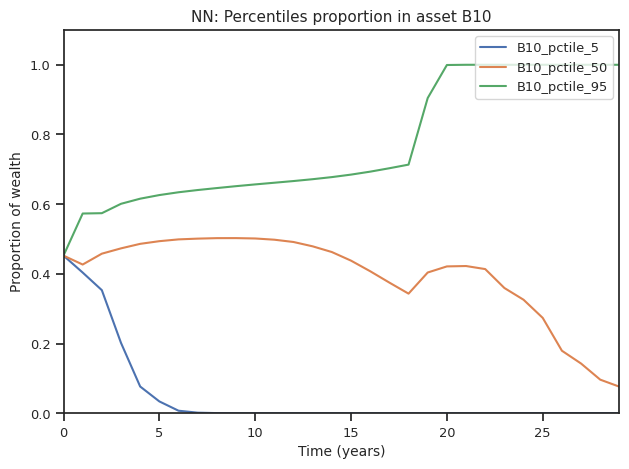 NN: Percentiles proportion in asset B10
B10_pctile_5
B10_pctile_50
B10_pctile_95
Proportion of wealth
1.0
0.8
0.6
0.4
0.2
0.0
0 5 10 15 20 25
Time (years)